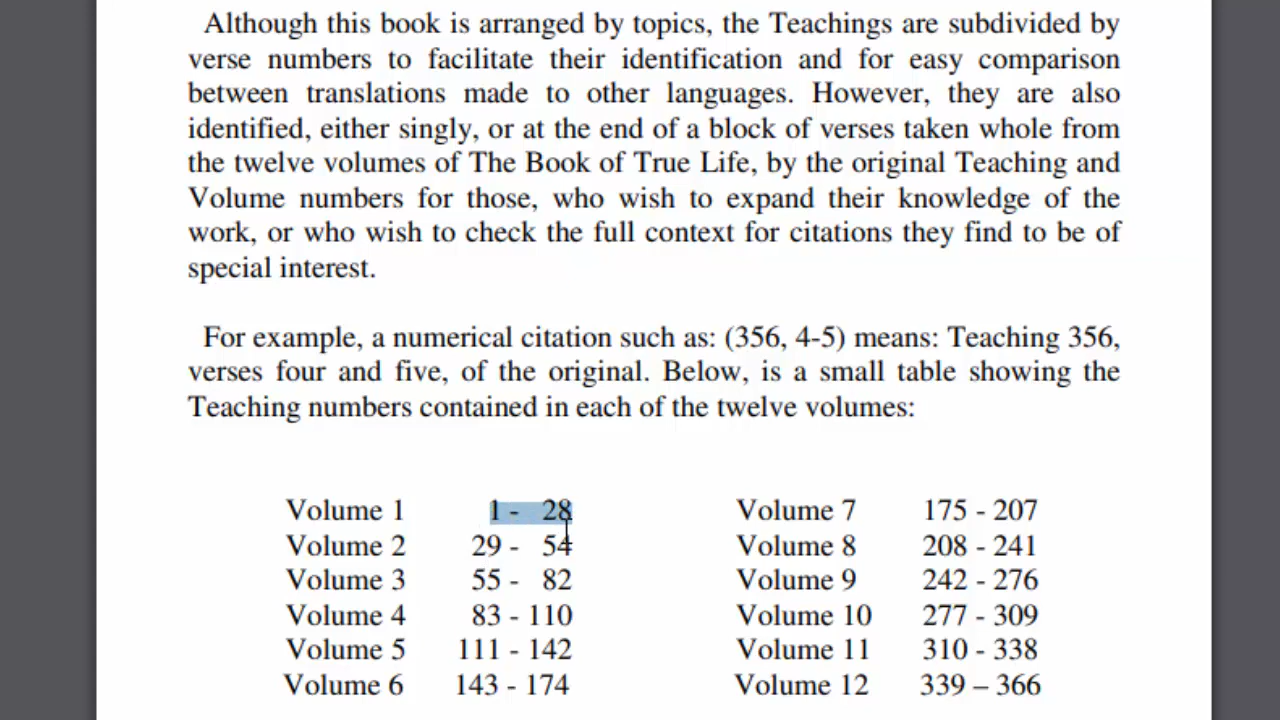 Although this book is arranged by topics, the Teachings are subdivided by
verse numbers to facilitate their identification and for easy comparison
between translations made to other languages. However, they are also
identified, either singly, or at the end of a block of verses taken whole from
the twelve volumes of The Book of True Life, by the original Teaching and
Volume numbers for those, who wish to expand their knowledge of the
work, or who wish to check the full context for citations they find to be of
special interest.
For example, a numerical citation such as: (356, 4-5) means: Teaching 356,
verses four and five, of the original. Below, is a small table showing the
Teaching numbers contained in each of the twelve volumes:
Volume 1 1 - 28 Volume 7 175 - 207
Volume 2 29 - 54 Volume 8 208 - 241
Volume 3 55 - 82 Volume 9 242 - 276
Volume 4 83 - 110 Volume 10 277 - 309
Volume 5 111 - 142 Volume 11 310 - 338
Volume 6 143 - 174 Volume 12 339 – 366